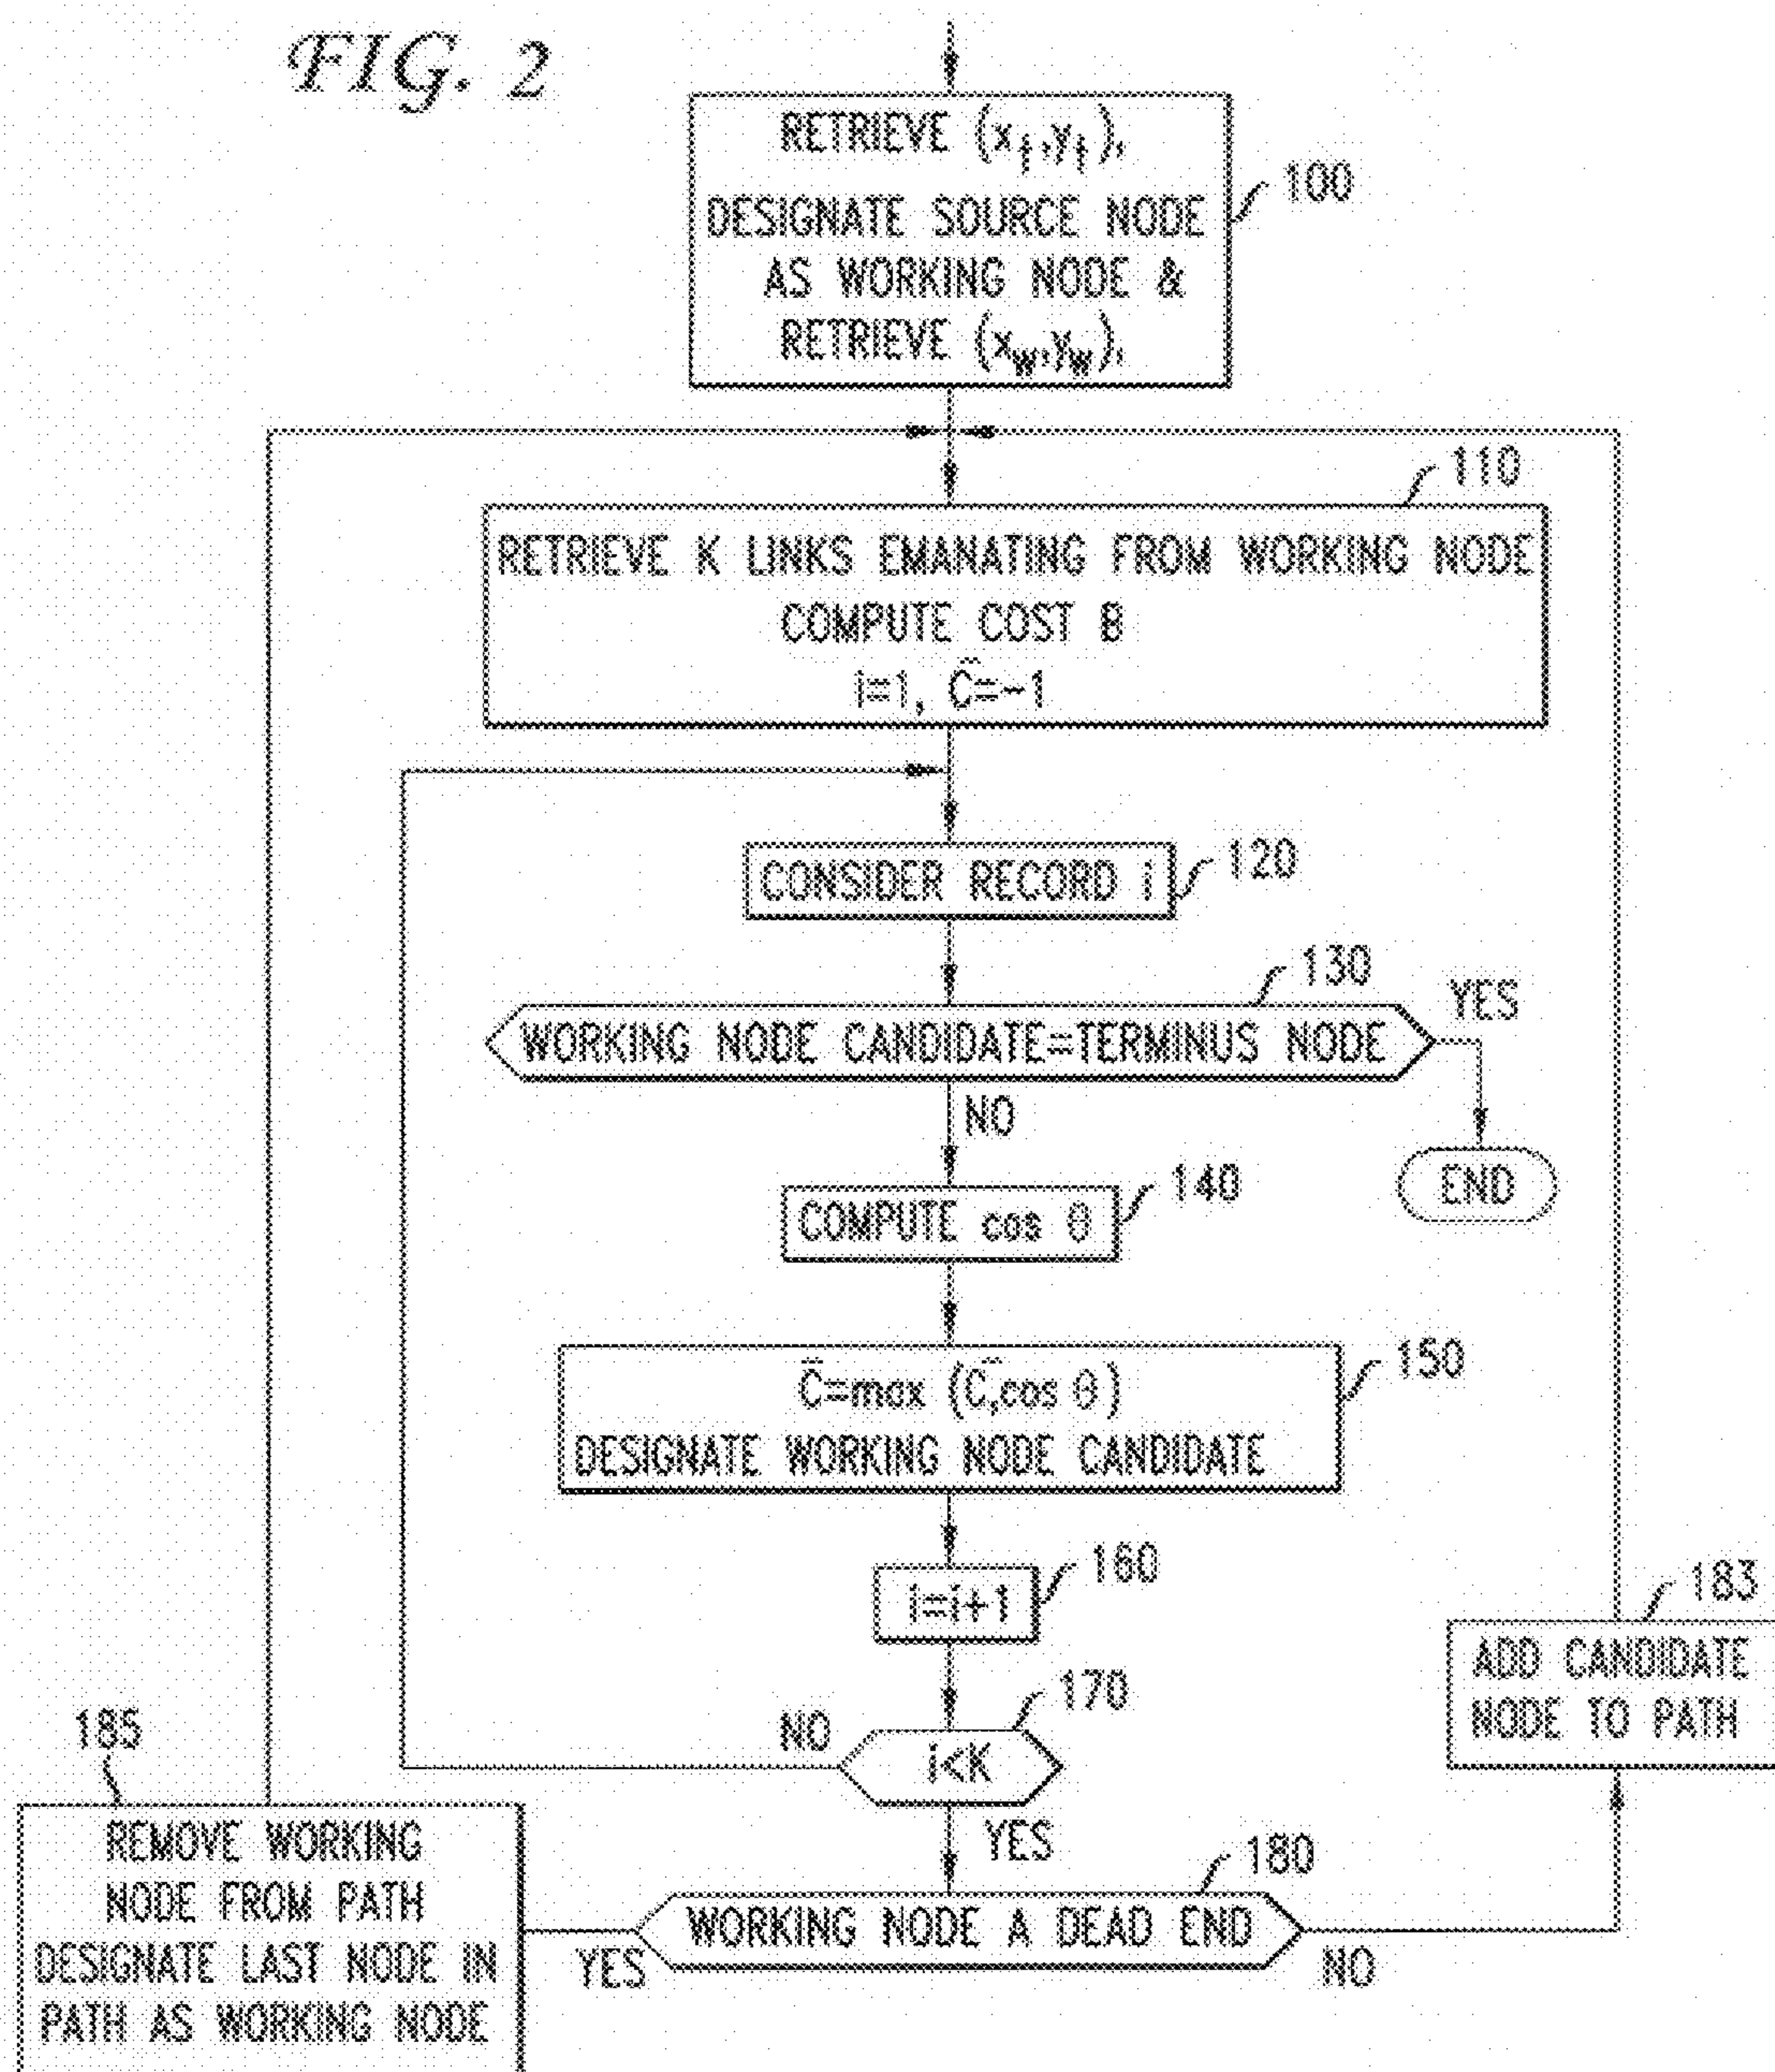 FIG. 2
RETRIEVE (x_f,y_f),
DESIGNATE SOURCE NODE
AS WORKING NODE &
RETRIEVE (x_w,y_w),
100
110
RETRIEVE K LINKS EMANATING FROM WORKING NODE
COMPUTE COST B
i=1, C̄=-1
CONSIDER RECORD i
120
130
WORKING NODE CANDIDATE=TERMINUS NODE
YES
NO
END
COMPUTE cos θ
140
C̄=max (C̄,cos θ)
DESIGNATE WORKING NODE CANDIDATE
150
i=i+1
160
183
ADD CANDIDATE
NODE TO PATH
170
NO
i<K
YES
185
REMOVE WORKING
NODE FROM PATH
DESIGNATE LAST NODE IN
PATH AS WORKING NODE
180
WORKING NODE A DEAD END
YES
NO